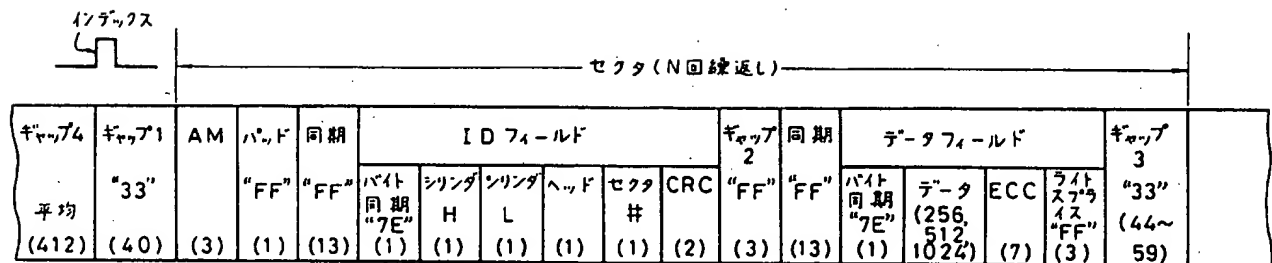 インデックス
セクタ(N回繰返し)
ギャップ4
平均
(412)
ギャップ1
"33"
(40)
AM
(3)
パッド
"FF"
(1)
同期
"FF"
(13)
IDフィールド
バイト
同期
"7E"
(1)
シリンダ
H
(1)
シリンダ
L
(1)
ヘッド
(1)
セクタ
#
(1)
CRC
(2)
ギャップ
2
"FF"
(3)
同期
"FF"
(13)
データフィールド
バイト
同期
"7E"
(1)
データ
(256,
512,
1024)
ECC
(7)
ライト
スプラ
イス
"FF"
(3)
ギャップ
3
"33"
(44~
59)